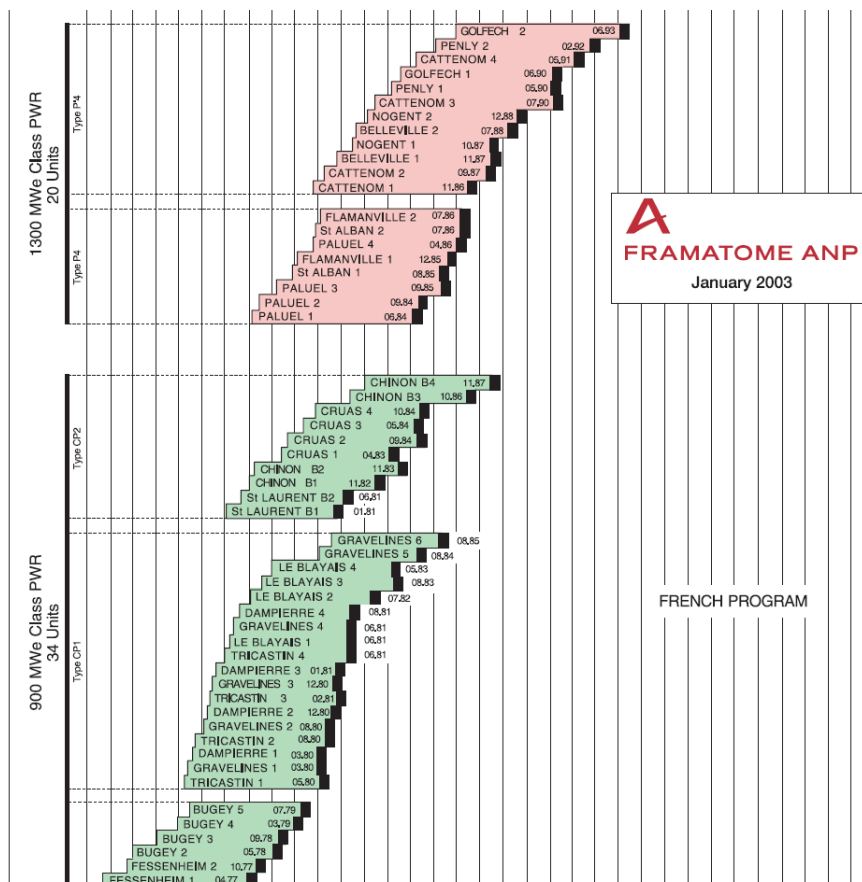 1300 MWe Class PWR
20 Units
Type P'4
GOLFECH 2 06.93
PENLY 2 02.92
CATTENOM 4 05.91
GOLFECH 1 06.90
PENLY 1 05.90
CATTENOM 3 07.90
NOGENT 2 12.88
BELLEVILLE 2 07.88
NOGENT 1 10.87
BELLEVILLE 1 11.87
CATTENOM 2 09.87
CATTENOM 1 11.86
Type P4
FLAMANVILLE 2 07.86
St ALBAN 2 07.86
PALUEL 4 04.86
FLAMANVILLE 1 12.85
St ALBAN 1 08.85
PALUEL 3 09.85
PALUEL 2 09.84
PALUEL 1 06.84
FRAMATOME ANP
January 2003
900 MWe Class PWR
34 Units
Type CP2
CHINON B4 11.87
CHINON B3 10.86
CRUAS 4 10.84
CRUAS 3 05.84
CRUAS 2 09.84
CRUAS 1 04.83
CHINON B2 11.83
CHINON B1 11.82
St LAURENT B2 06.81
St LAURENT B1 01.81
Type CP1
GRAVELINES 6 08.85
GRAVELINES 5 08.84
LE BLAYAIS 4 05.83
LE BLAYAIS 3 08.83
LE BLAYAIS 2 07.82
DAMPIERRE 4 08.81
GRAVELINES 4 06.81
LE BLAYAIS 1 06.81
TRICASTIN 4 06.81
DAMPIERRE 3 01.81
GRAVELINES 3 12.80
TRICASTIN 3 02.81
DAMPIERRE 2 12.80
GRAVELINES 2 08.80
TRICASTIN 2 08.80
DAMPIERRE 1 03.80
GRAVELINES 1 03.80
TRICASTIN 1 05.80
BUGEY 5 07.79
BUGEY 4 03.79
BUGEY 3 09.78
BUGEY 2 05.78
FESSENHEIM 2 10.77
FESSENHEIM 1 04.77
FRENCH PROGRAM